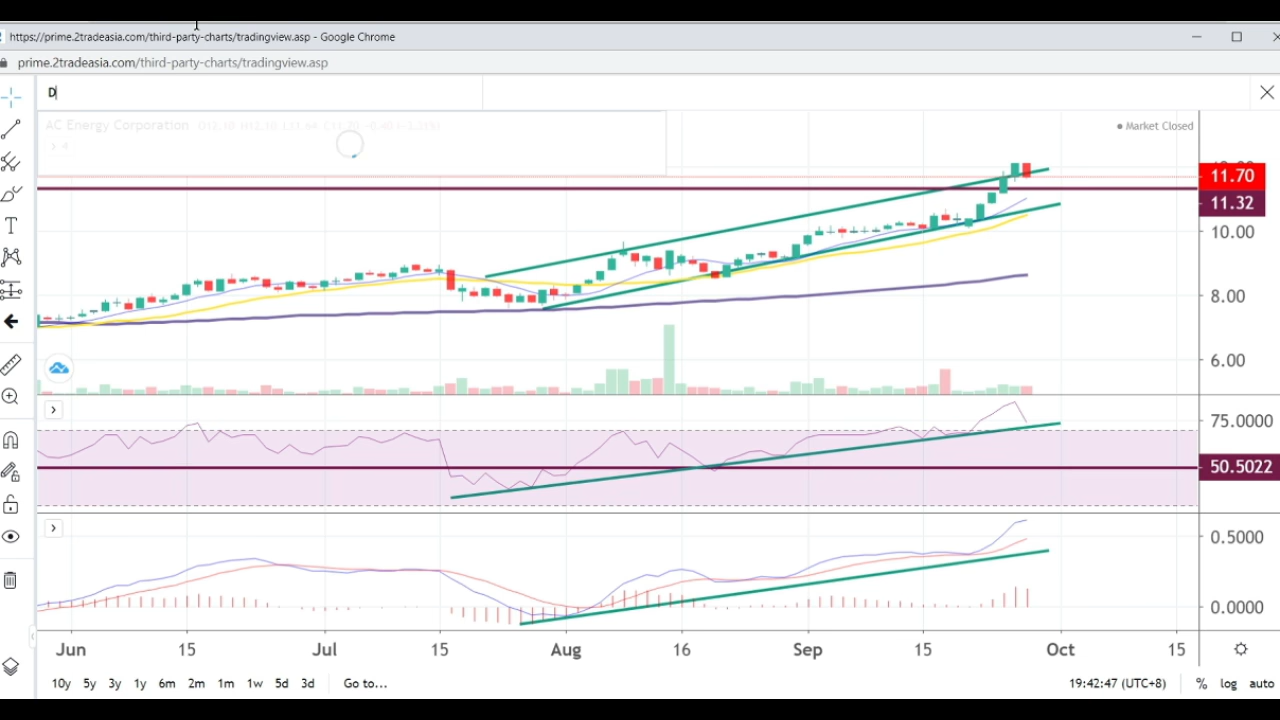 https://prime.2tradeasia.com/third-party-charts/tradingview.asp - Google Chrome
prime.2tradeasia.com/third-party-charts/tradingview.asp
D
AC Energy Corporation
4
Market Closed
11.70
11.32
10.00
8.00
6.00
75.0000
50.5022
0.5000
0.0000
Jun 15 Jul 15 Aug 16 Sep 15 Oct 15
10y 5y 3y 1y 6m 2m 1m 1w 5d 3d Go to... 19:42:47 (UTC+8) % log auto